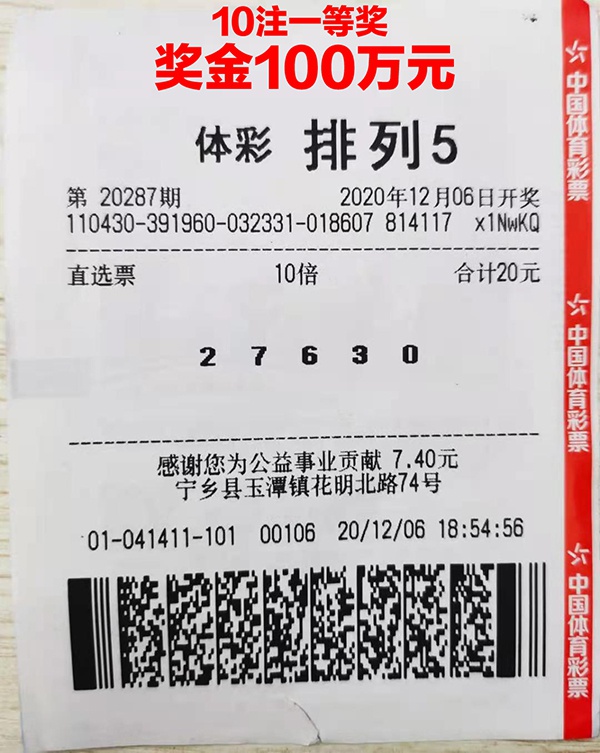 10注一等奖
奖金100万元
体彩 排列5
第 20287期 2020年12月06日开奖
110430-391960-032331-018607 814117 x1NwKQ
直选票 10倍 合计20元
2 7 6 3 0
感谢您为公益事业贡献 7.40元
宁乡县玉潭镇花明北路74号
01-041411-101 00106 20/12/06 18:54:56
中国体育彩票
中国体育彩票
中国体育彩票